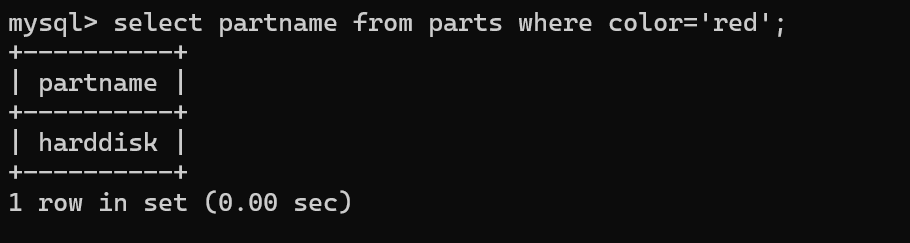 mysql> select partname from parts where color='red';
+----------+
| partname |
+----------+
| harddisk |
+----------+
1 row in set (0.00 sec)